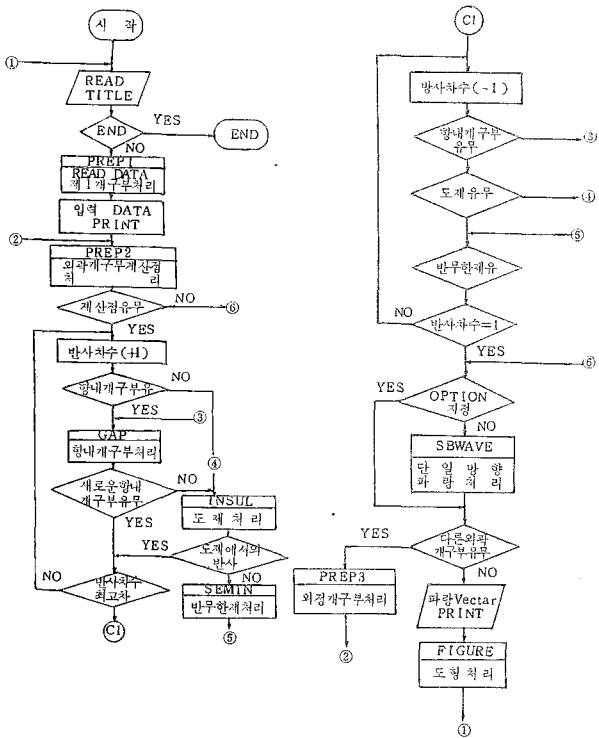 시 작
①
READ
TITLE
END
YES
END
NO
PREP1
READ DATA
제1개구부처리
입력 DATA
PRINT
②
PREP2
외곽개구부계산점
처 리
계산점유무
NO
⑥
YES
반사차수(+1)
항내개구부유
NO
YES
③
GAP
항내개구부처리
④
새로운항내
개구부유무
NO
YES
INSUL
도제처리
도제에서의
반사
YES
NO
반사차수
최고차
NO
C1
SEMIN
반무한제처리
⑤
C1
방사차수(-1)
항내개구부
유무
③
도제유무
④
⑤
반무한제유
반사차수=1
NO
YES
⑥
OPTION
지정
YES
NO
SBWAVE
단 일 방 향
파 랑 처 리
다른외곽
개구부유무
YES
NO
PREP3
외정개구부처리
②
파랑Vectar
PRINT
FIGURE
도형처리
①